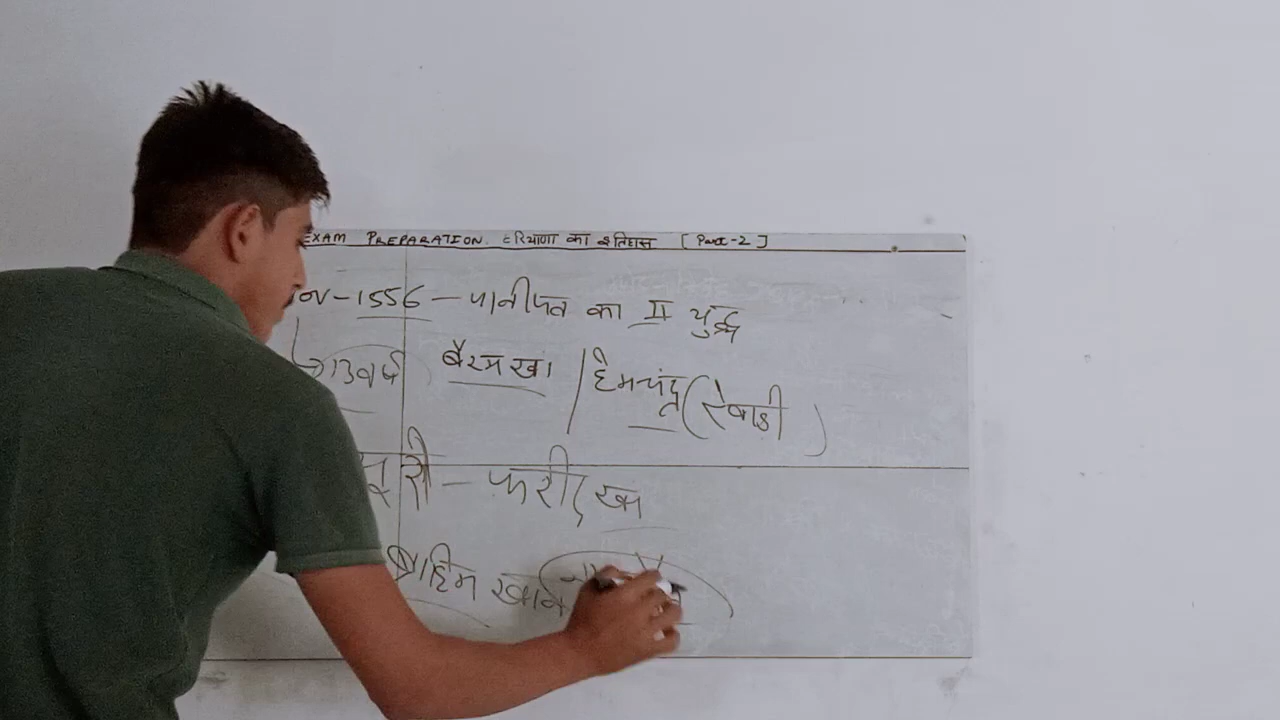 EXAM PREPARATION. हरियाणा का इतिहास [Part-2]
ov-1556 - पानीपत का II युद्ध
13 वर्ष बैरम खा / हेमचंद्र (रेवाडी)
सूरी - फरीद खा
ब्राहिम खान